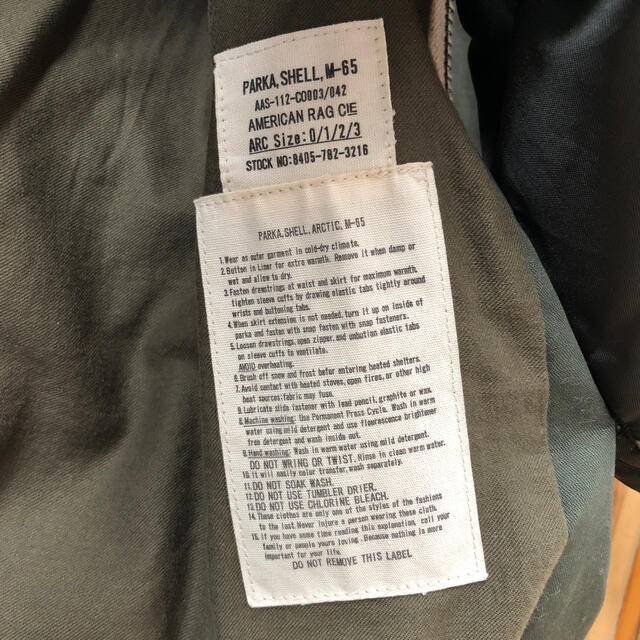 PARKA,SHELL,M-65
AAS-112-C0003/042
AMERICAN RAG CIE
ARC Size:0/1/2/3
STOCK NO:8405-782-3216
PARKA,SHELL,ARCTIC,M-65
1.Wear as outer garment in cold-dry climate.
2.Button in Liner for extra warmth. Remove it when damp or
wet and allow to dry.
3.Fasten drawstrings at waist and skirt for maximum warmth.
Tighten sleeve cuffs by drawing elastic tabs tightly around
wrists and buttoning tabs.
4.When skirt extension is not needed, turn it up on inside of
parka and fasten with snap fasten with snap fasteners.
5.Loosen drawstrings, open zipper, and unbution elastic tabs
on sleeve cuffs to ventilate.
AVOID overheating.
6.Brush off snow and frost befor entering heated shelters.
7.Avoid contact with heated stoves, open fires, or other high
heat sources:fabric may fuse.
8.Lubricate slide fastener with lead pencil, graphite or wax.
8.Machine washing: Use Permanent Press Cycle. Wash in warm
water using mild detergent and use fluorescence brightener
free detergent and wash inside out.
9.Hand washing: Wash in warm water using mild detergent.
DO NOT WRING OR TWIST. Rinse in clean warm water.
10.It will easily color transfer, wash separately.
11.DO NOT SOAK WASH.
12.DO NOT USE TUMBLER DRIER.
13.DO NOT USE CHLORINE BLEACH.
14.These clothes are only one of the styles of the fashions
to the last Never injure a person wearing these cloth.
15.If you have some time reading this explanation, call your
family or people youre loving. Because nothing is more
important for your life.
DO NOT REMOVE THIS LABEL